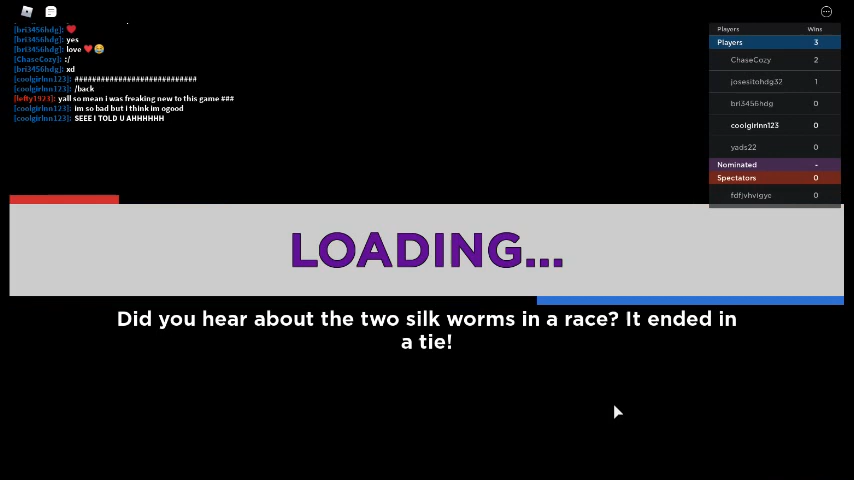 [bri3456hdg]: ❤️
[bri3456hdg]: yes
[bri3456hdg]: love ❤️😂
[ChaseCozy]: :/
[bri3456hdg]: xd
[coolgirlnn123]: ############################
[coolgirlnn123]: /back
[lefty1923]: yall so mean i was freaking new to this game ###
[coolgirlnn123]: im so bad but i think im ogood
[coolgirlnn123]: SEEE I TOLD U AHHHHHH
Players Wins
Players 3
ChaseCozy 2
josesitohdg32 1
bri3456hdg 0
coolgirlnn123 0
yads22 0
Nominated -
Spectators 0
fdfjvhvigye 0
LOADING...
Did you hear about the two silk worms in a race? It ended in
a tie!